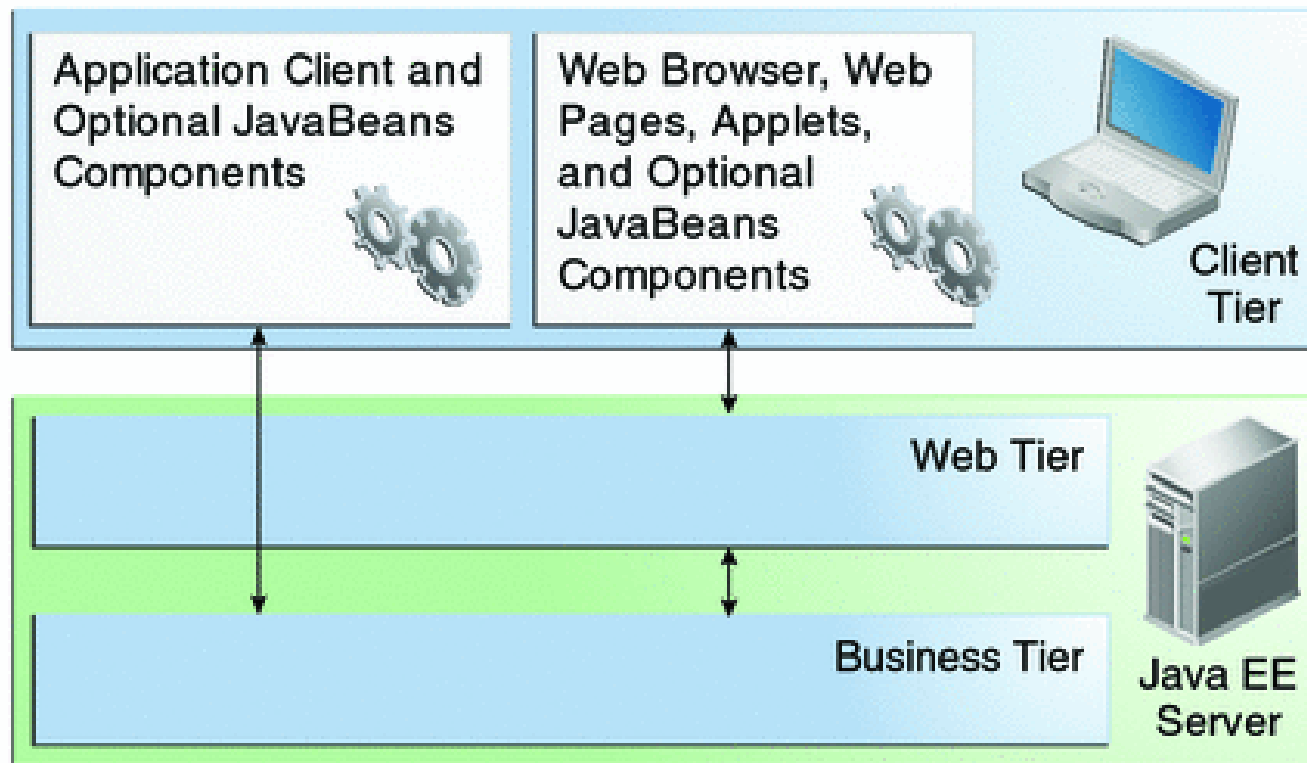 Application Client and
Optional JavaBeans
Components
Web Browser, Web
Pages, Applets,
and Optional
JavaBeans
Components
Client
Tier
Web Tier
Business Tier
Java EE
Server